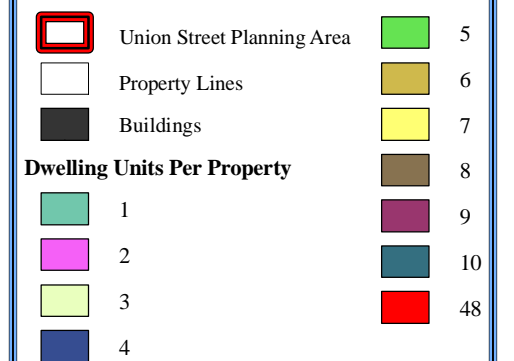 Union Street Planning Area
Property Lines
Buildings
Dwelling Units Per Property
1
2
3
4
5
6
7
8
9
10
48